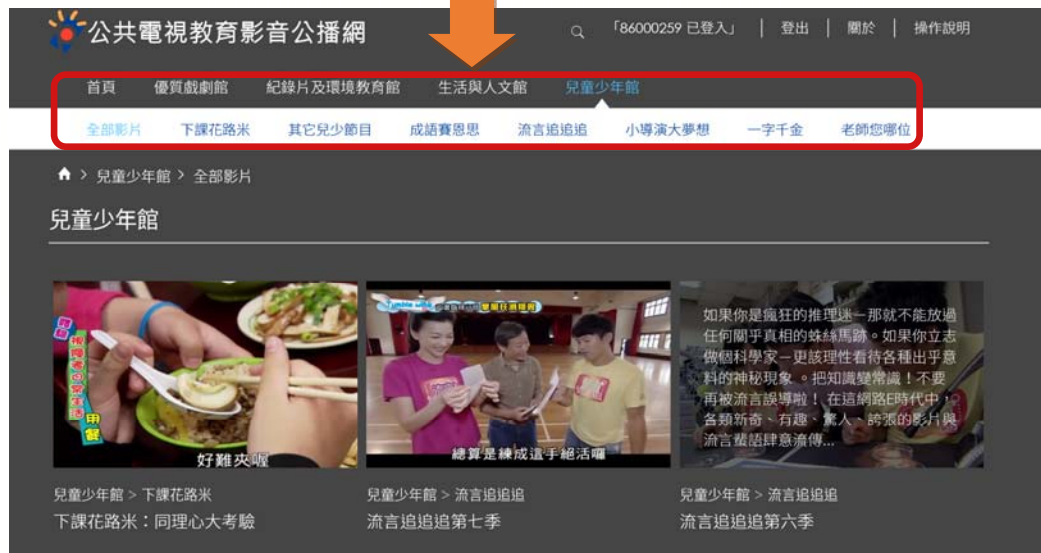 公共電視教育影音公播網
「86000259 已登入」 | 登出 | 關於 | 操作說明
首頁 優質戲劇館 紀錄片及環境教育館 生活與人文館 兒童少年館
全部影片 下課花路米 其它兒少節目 成語賽恩思 流言追追追 小導演大夢想 一字千金 老師您哪位
> 兒童少年館 > 全部影片
兒童少年館
用餐
好難夾喔
總算是練成這手絕活囉
如果你是瘋狂的推理迷—那就不能放過
任何關乎真相的蛛絲馬跡。如果你立志
做個科學家—更該理性看待各種出乎意
料的神秘現象 。把知識變常識！不要
再被流言誤導啦！ 在這網路E時代中，
各類新奇、有趣、驚人、誇張的影片與
流言蜚語肆意流傳...
兒童少年館 > 下課花路米
下課花路米：同理心大考驗
兒童少年館 > 流言追追追
流言追追追第七季
兒童少年館 > 流言追追追
流言追追追第六季